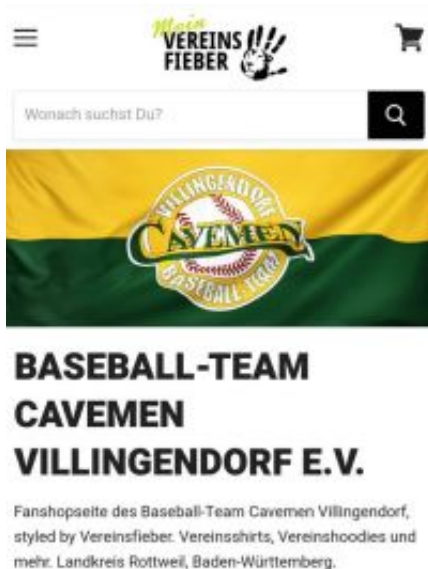 Mein
VEREINS
FIEBER
Wonach suchst Du?
VILLINGENDORF
CAVEMEN
BASEBALL-TEAM
BASEBALL-TEAM
CAVEMEN
VILLINGENDORF E.V.
Fanshopseite des Baseball-Team Cavemen Villingendorf,
styled by Vereinsfieber. Vereinsshirts, Vereinshoodies und
mehr. Landkreis Rottweil, Baden-Württemberg.